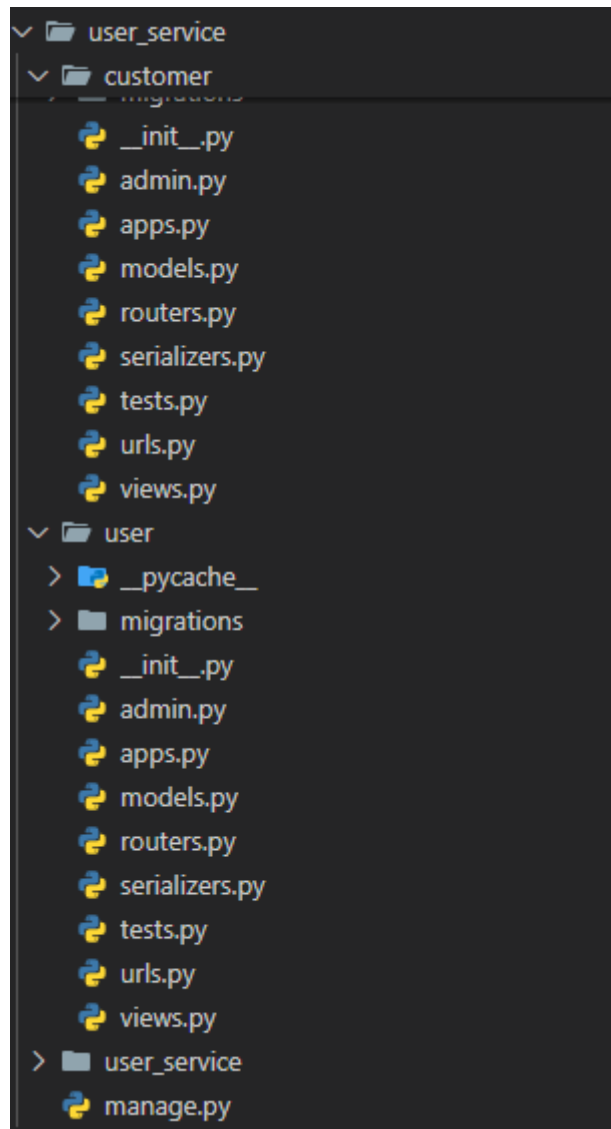 user_service
customer
migrations
__init__.py
admin.py
apps.py
models.py
routers.py
serializers.py
tests.py
urls.py
views.py
user
__pycache__
migrations
__init__.py
admin.py
apps.py
models.py
routers.py
serializers.py
tests.py
urls.py
views.py
user_service
manage.py